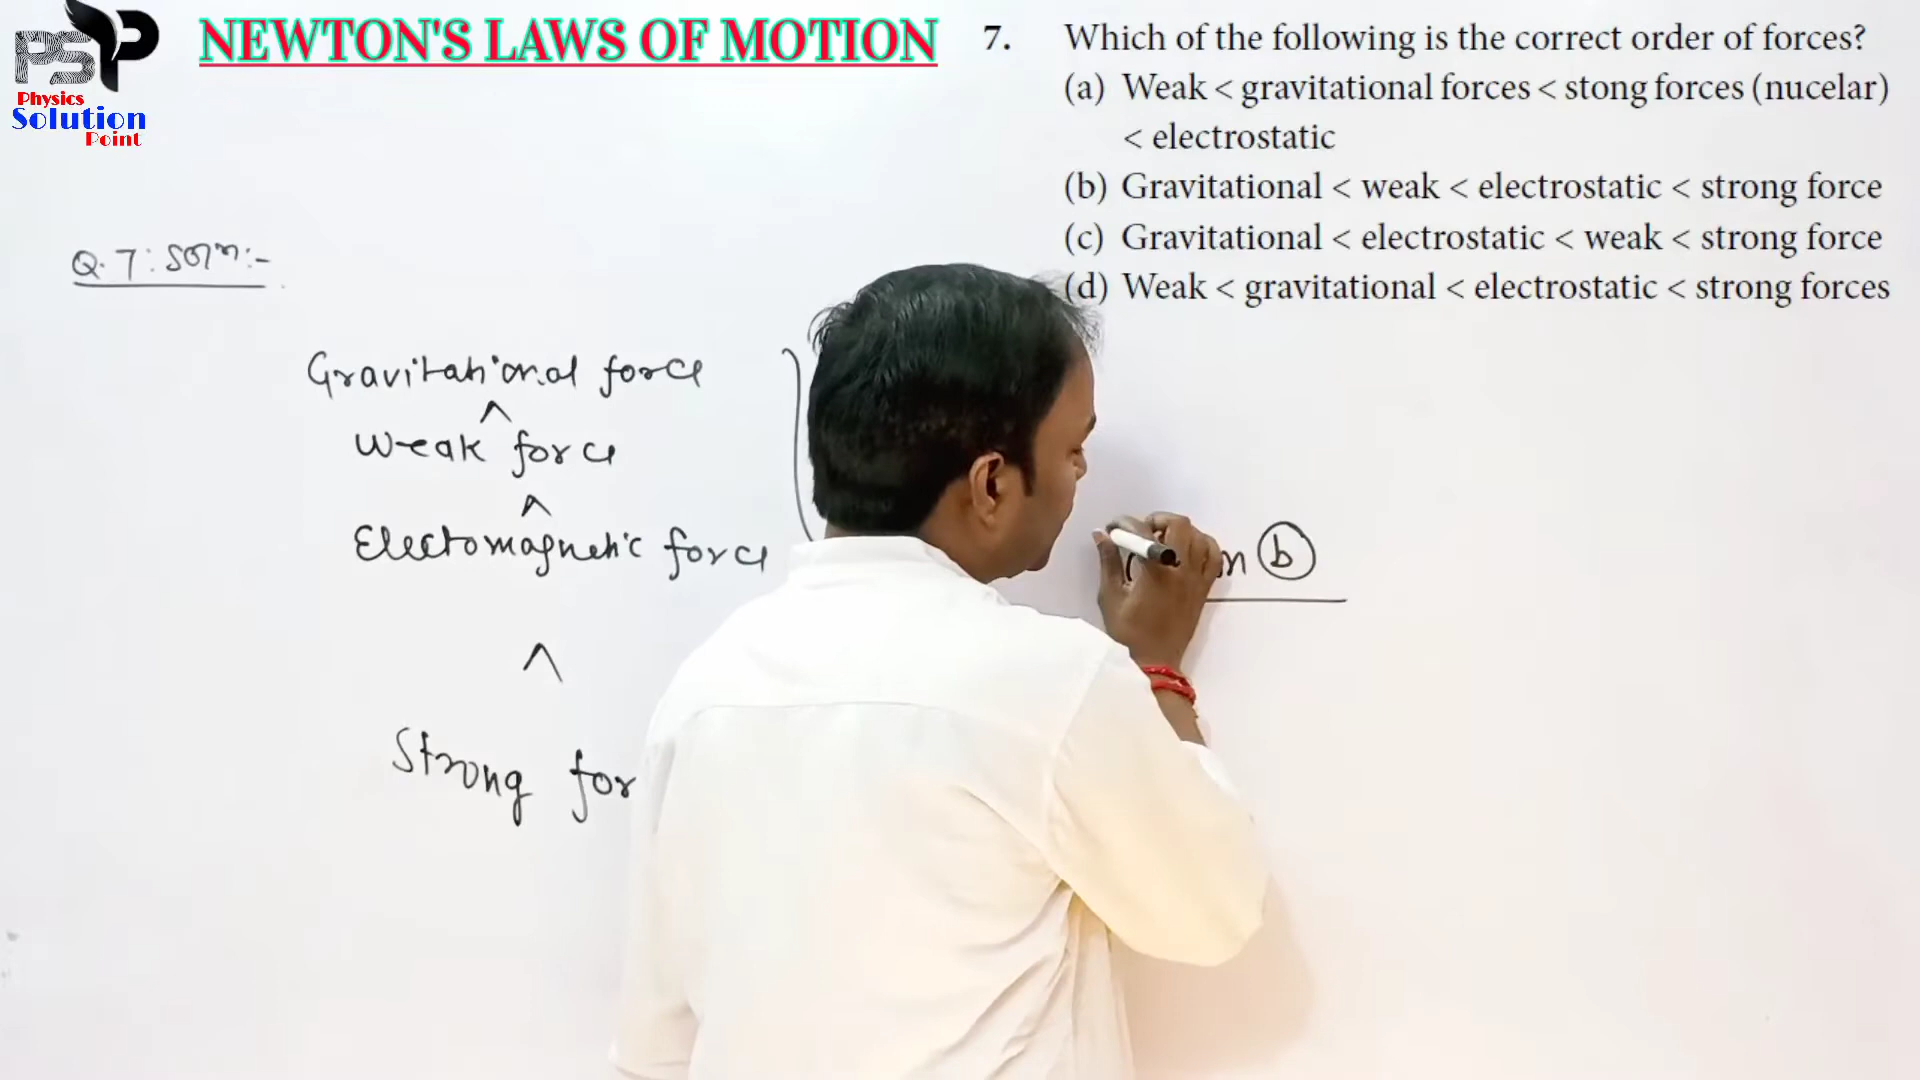 PSP
Physics
Solution
Point
NEWTON'S LAWS OF MOTION
7. Which of the following is the correct order of forces?
(a) Weak < gravitational forces < stong forces (nucelar)
< electrostatic
(b) Gravitational < weak < electrostatic < strong force
(c) Gravitational < electrostatic < weak < strong force
(d) Weak < gravitational < electrostatic < strong forces
Q. 7: Soln:-
Gravitational force
^
Weak force
^
Electomagnetic force
^
Strong for
b